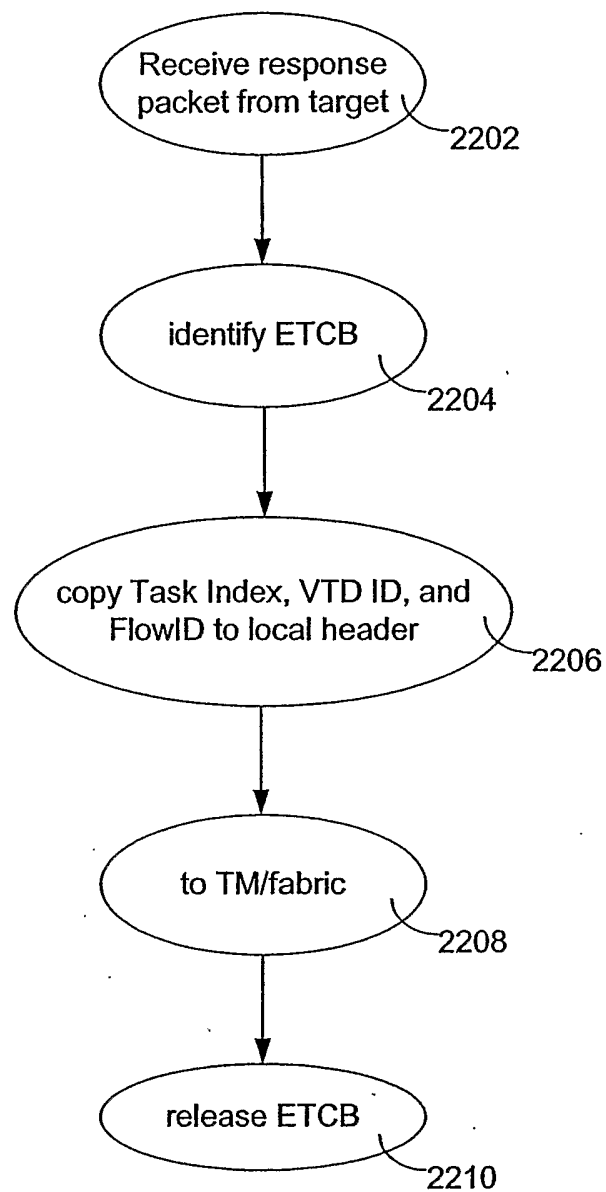 Receive response
packet from target
2202
identify ETCB
2204
copy Task Index, VTD ID, and
FlowID to local header
2206
to TM/fabric
2208
release ETCB
2210